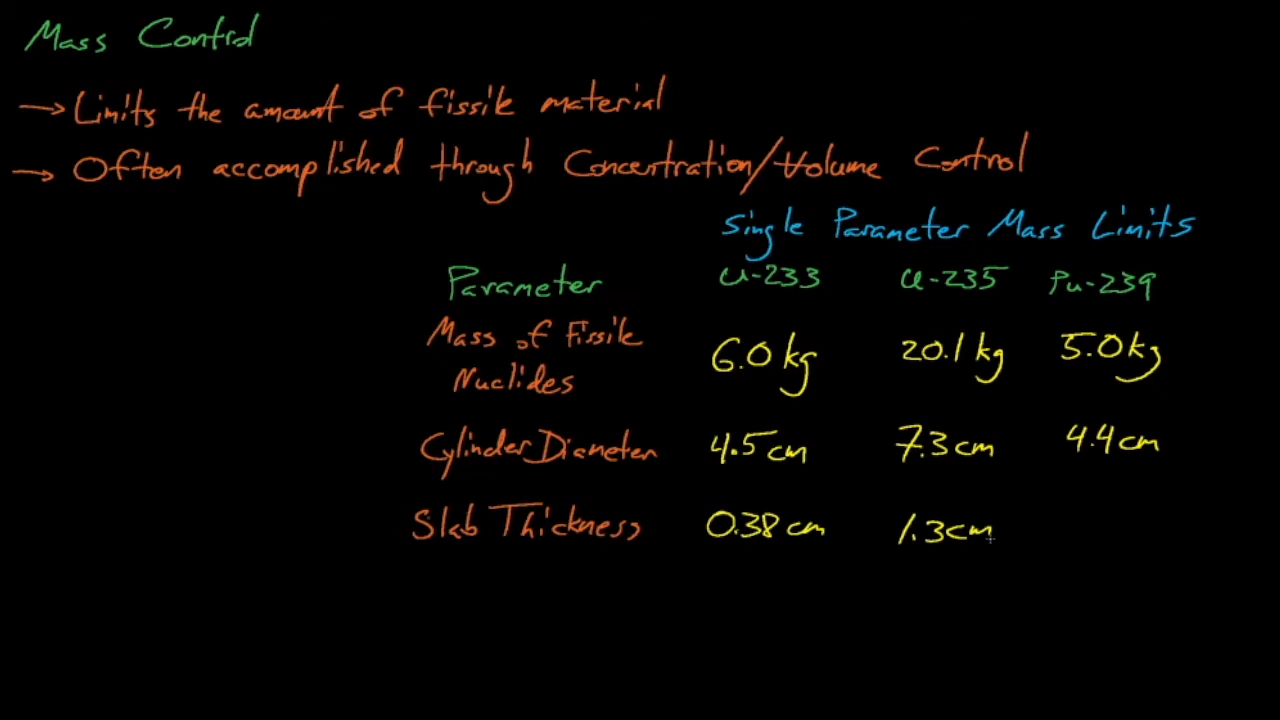 Mass Control
→ Limits the amount of fissile material
→ Often accomplished through Concentration/Volume Control
Single Parameter Mass Limits
Parameter U-233 U-235 Pu-239
Mass of Fissile
Nuclides 6.0 kg 20.1 kg 5.0 kg
Cylinder Diameter 4.5 cm 7.3 cm 4.4 cm
Slab Thickness 0.38 cm 1.3 cm